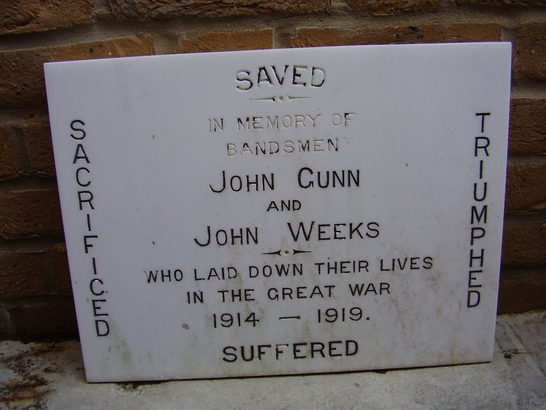 SAVED
IN MEMORY OF
BANDSMEN
JOHN GUNN
AND
JOHN WEEKS
WHO LAID DOWN THEIR LIVES
IN THE GREAT WAR
1914 — 1919.
SUFFERED
SACRIFICED
TRIUMPHED